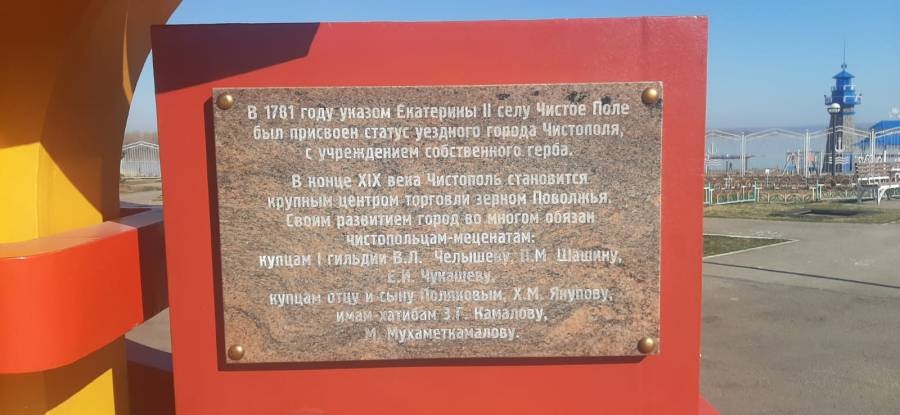 В 1781 году указом Екатерины II селу Чистое Поле
был присвоен статус уездного города Чистополя,
с учреждением собственного герба.
В конце XIX века Чистополь становится
крупным центром торговли зерном Поволжья.
Своим развитием город во многом обязан
чистопольцам-меценатам:
купцам I гильдии В.Л. Челышеву, П.М. Шашину,
Е.И. Чукашеву,
купцам отцу и сыну Поляковым, Х.М. Якупову,
имам-хатибам З.Г. Камалову,
М. Мухаметкамалову.